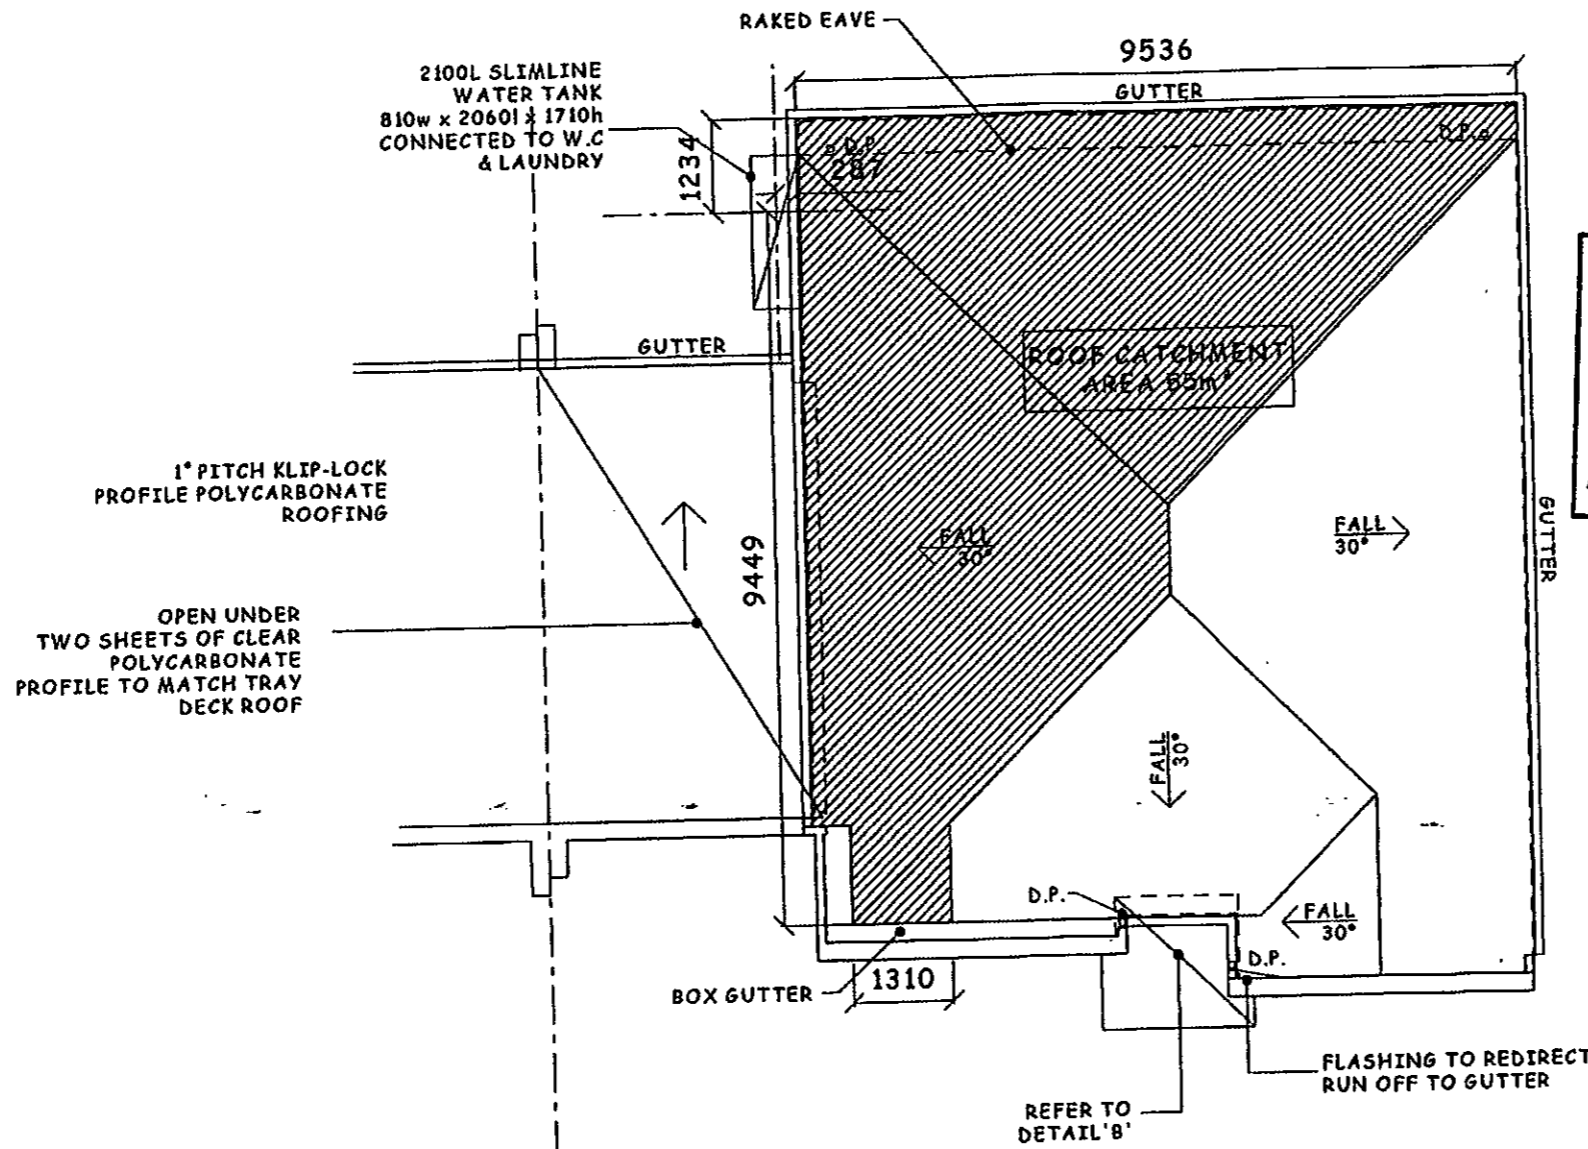 RAKED EAVE
9536
GUTTER
2100L SLIMLINE
WATER TANK
810w x 2060l x 1710h
CONNECTED TO W.C
& LAUNDRY
1234
D.P.
287
D.P.
GUTTER
ROOF CATCHMENT
AREA 55m²
1° PITCH KLIP-LOCK
PROFILE POLYCARBONATE
ROOFING
FALL
30°
FALL
30°
GUTTER
9449
OPEN UNDER
TWO SHEETS OF CLEAR
POLYCARBONATE
PROFILE TO MATCH TRAY
DECK ROOF
FALL
30°
D.P.
FALL
30°
D.P.
BOX GUTTER
1310
FLASHING TO REDIRECT
RUN OFF TO GUTTER
REFER TO
DETAIL'B'